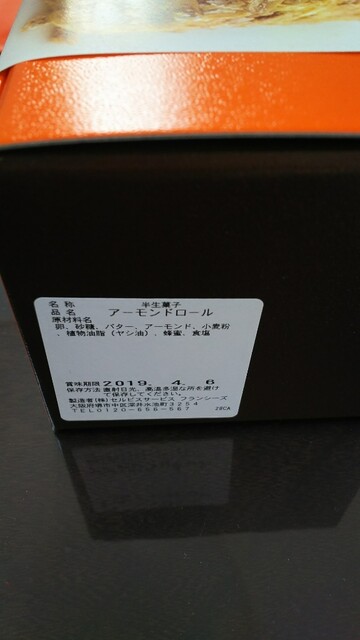 名称 半生菓子
品名 アーモンドロール
原材料名
卵、砂糖、バター、アーモンド、小麦粉
、植物油脂（ヤシ油）、蜂蜜、食塩
賞味期限 2019. 4. 6
保存方法 直射日光、高温多湿な所を避け
て保存してください。
製造者(株)セルビスサービス フランシーズ
大阪府堺市中区深井水池町3254
TEL0120-656-567 28CA